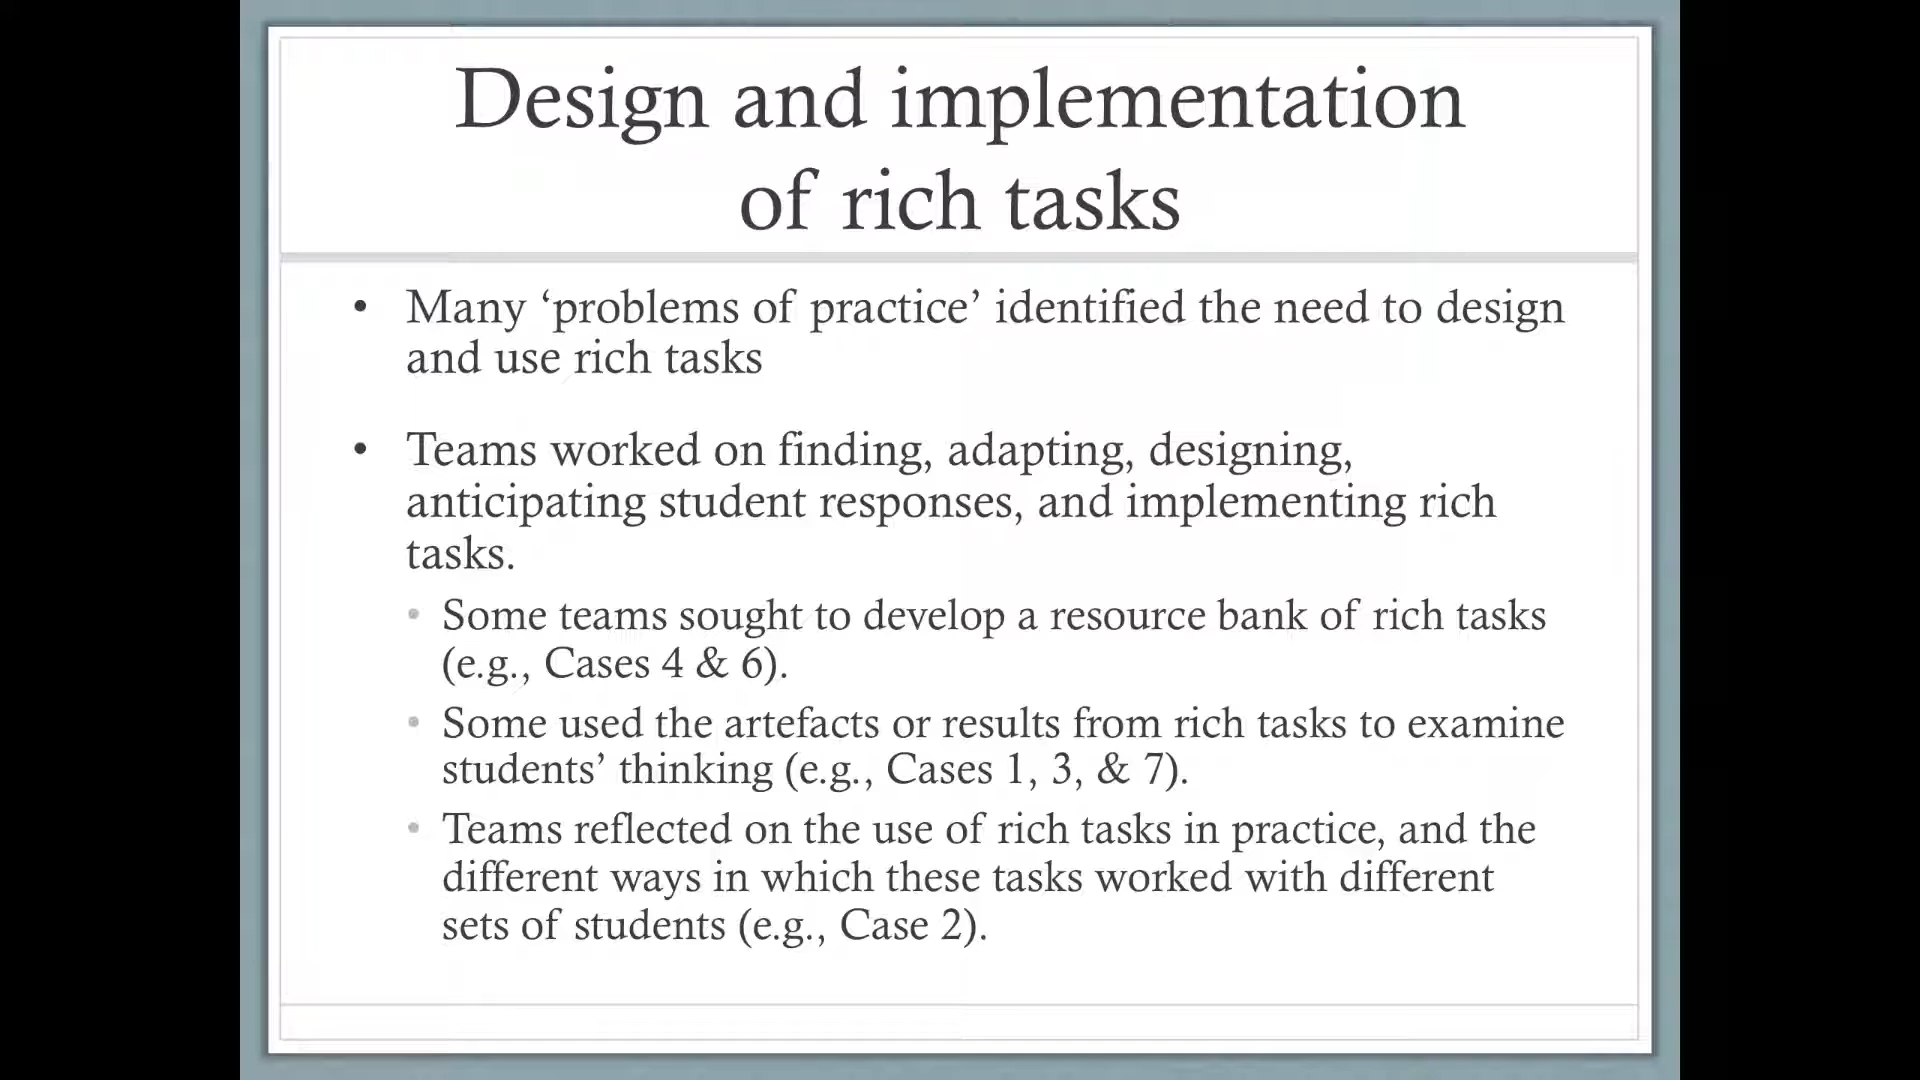 Design and implementation
of rich tasks
• Many ‘problems of practice’ identified the need to design
and use rich tasks
• Teams worked on finding, adapting, designing,
anticipating student responses, and implementing rich
tasks.
• Some teams sought to develop a resource bank of rich tasks
(e.g., Cases 4 & 6).
• Some used the artefacts or results from rich tasks to examine
students’ thinking (e.g., Cases 1, 3, & 7).
• Teams reflected on the use of rich tasks in practice, and the
different ways in which these tasks worked with different
sets of students (e.g., Case 2).